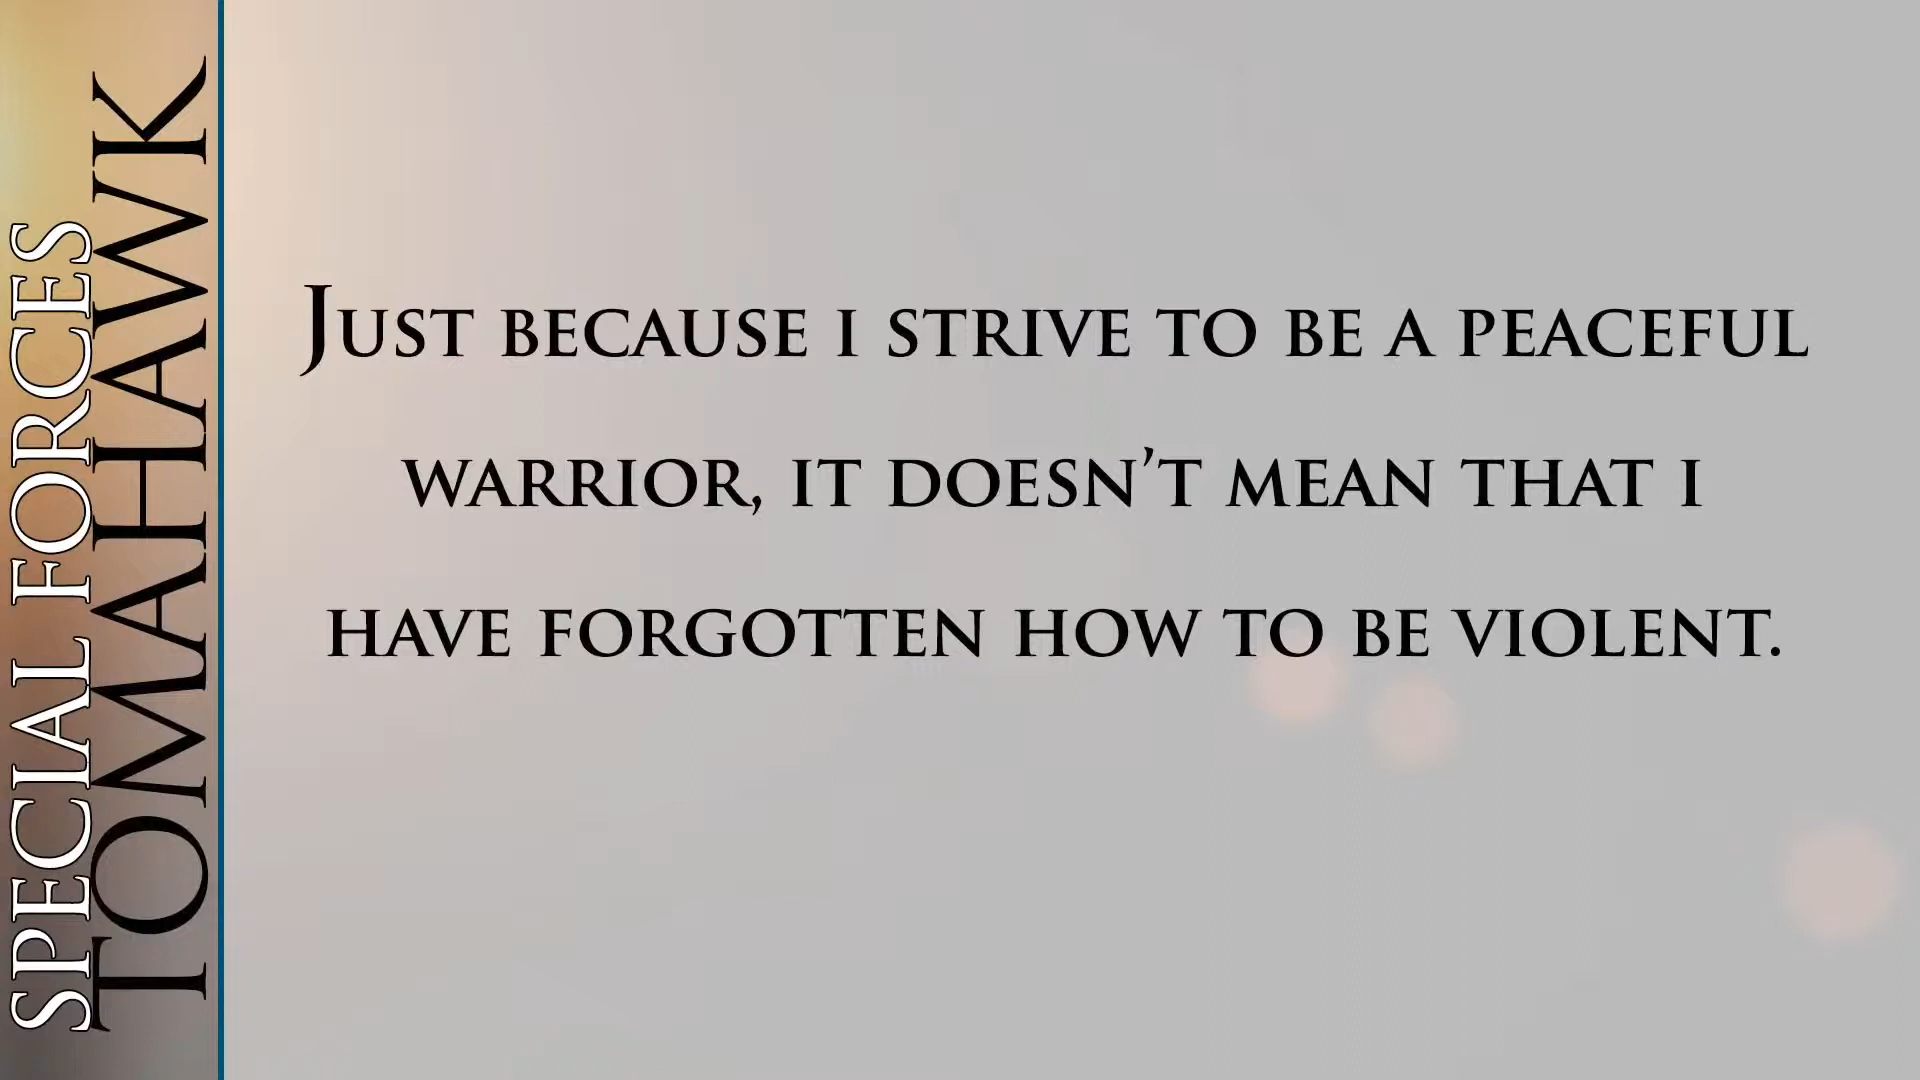 SPECIAL FORCES
TOMAHAWK
Just because i strive to be a peaceful
warrior, it doesn’t mean that i
have forgotten how to be violent.